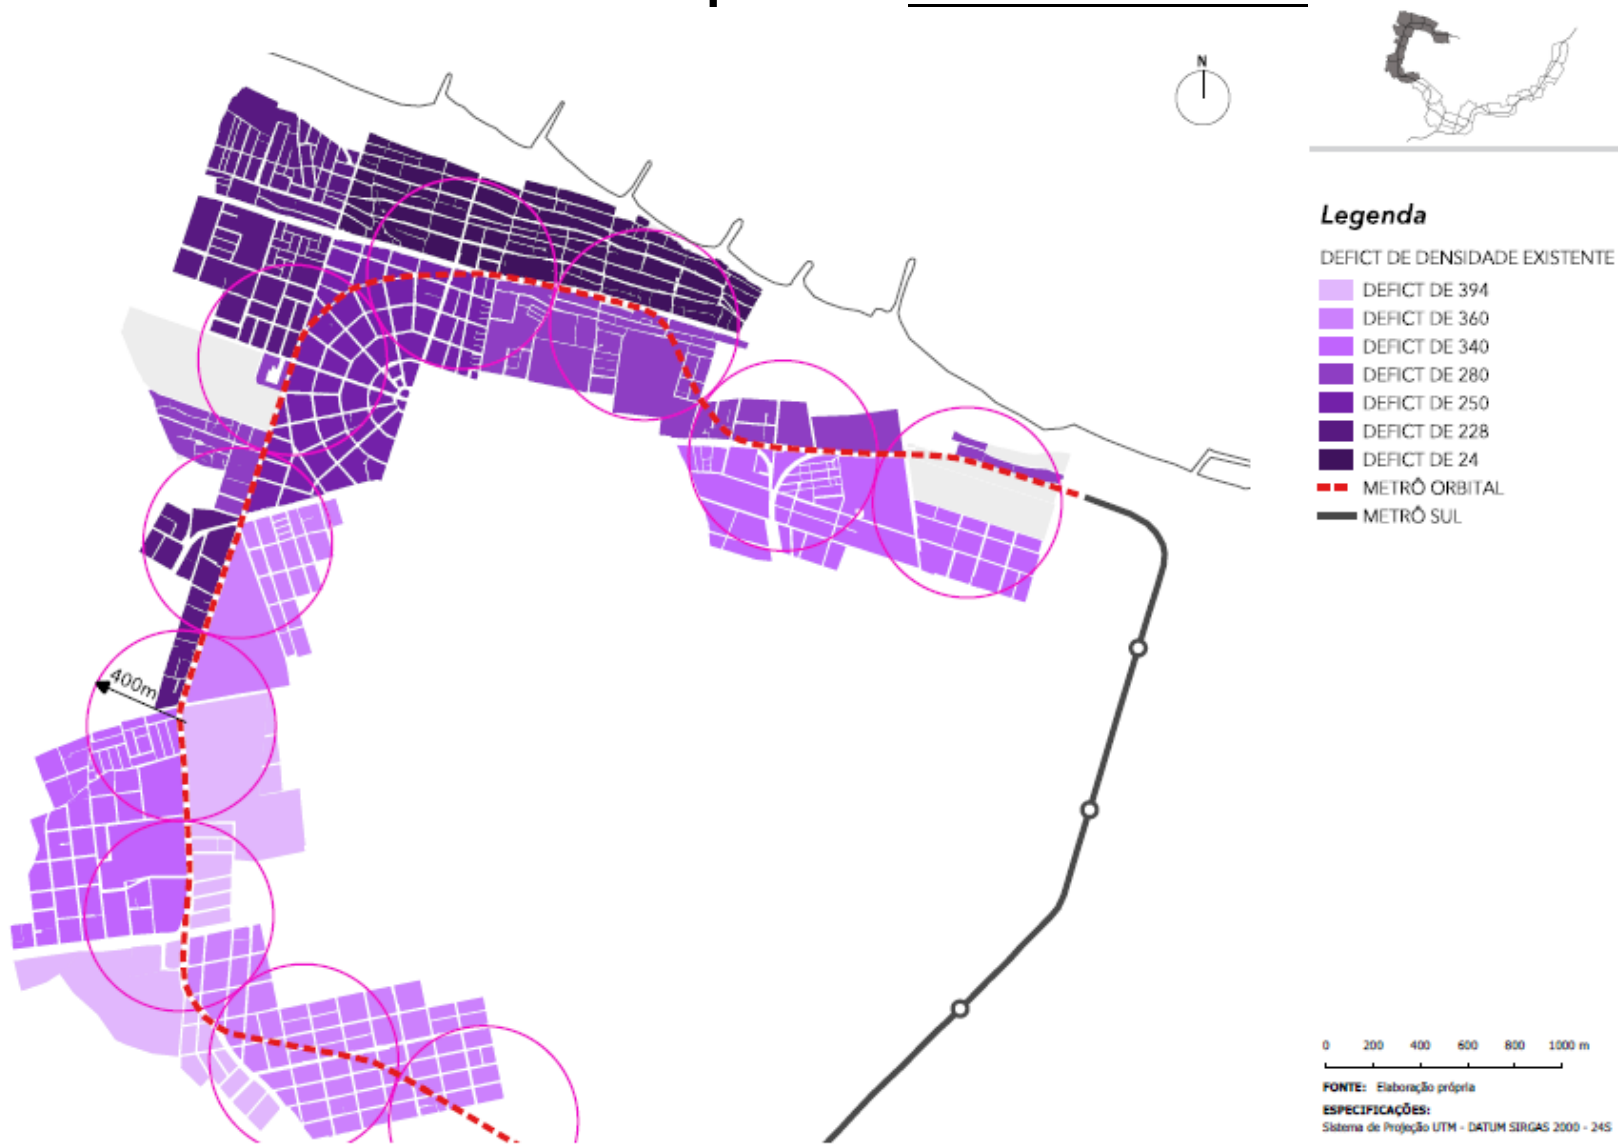 N
Legenda
DEFICT DE DENSIDADE EXISTENTE
DEFICT DE 394
DEFICT DE 360
DEFICT DE 340
DEFICT DE 280
DEFICT DE 250
DEFICT DE 228
DEFICT DE 24
METRÔ ORBITAL
METRÔ SUL
400m
0 200 400 600 800 1000 m
FONTE: Elaboração própria
ESPECIFICAÇÕES:
Sistema de Projeção UTM - DATUM SIRGAS 2000 - 24S